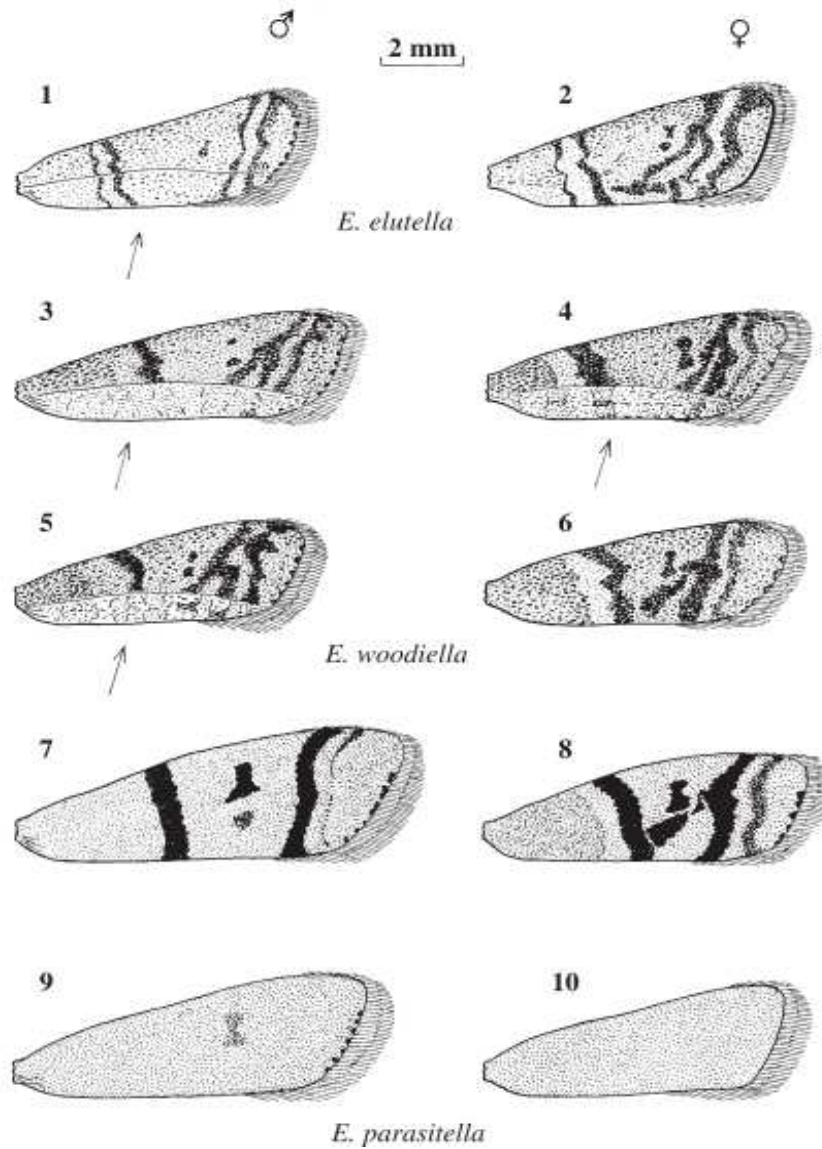 ♂ 2 mm ♀
1 2
E. elutella
3 4
5 6
E. woodiella
7 8
9 10
E. parasitella